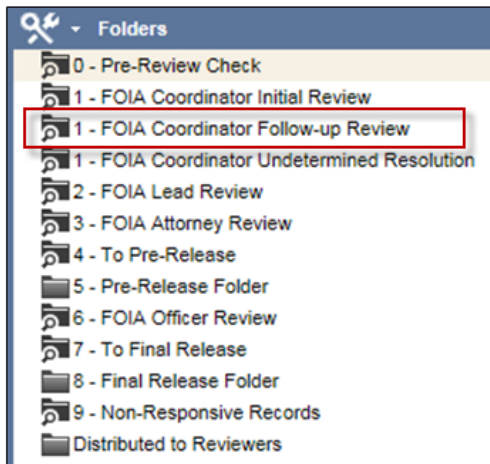 Folders
0 - Pre-Review Check
1 - FOIA Coordinator Initial Review
1 - FOIA Coordinator Follow-up Review
1 - FOIA Coordinator Undetermined Resolution
2 - FOIA Lead Review
3 - FOIA Attorney Review
4 - To Pre-Release
5 - Pre-Release Folder
6 - FOIA Officer Review
7 - To Final Release
8 - Final Release Folder
9 - Non-Responsive Records
Distributed to Reviewers